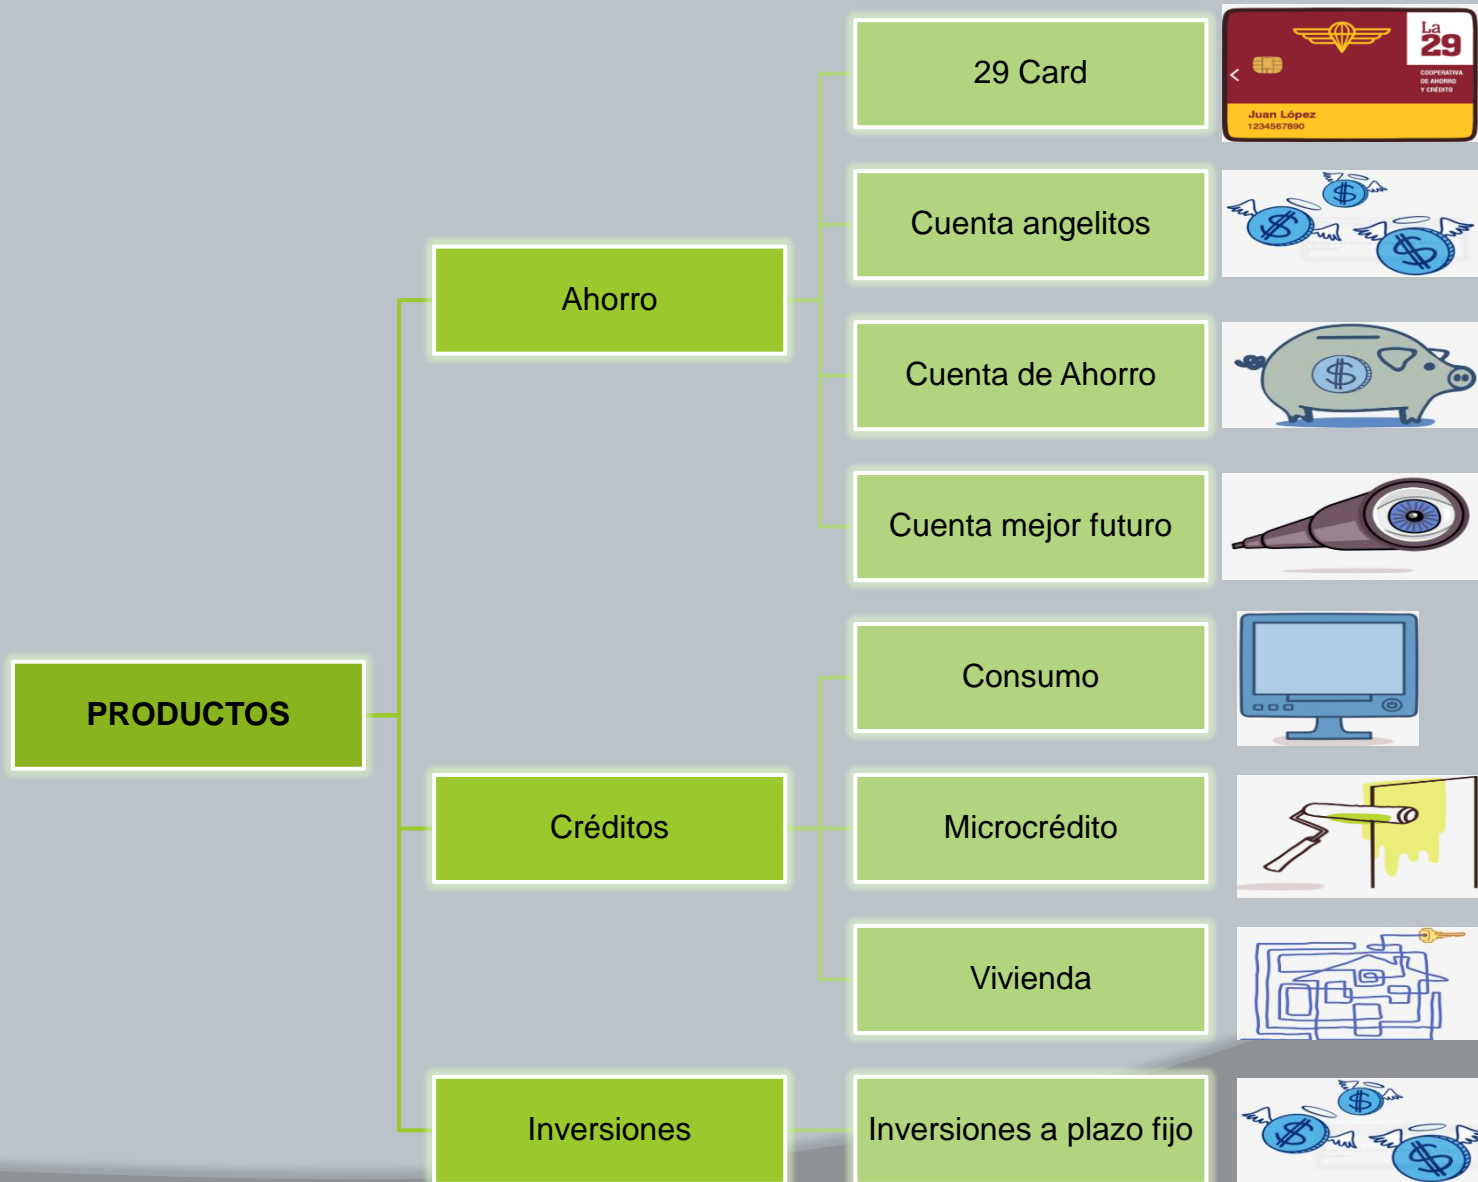 29 Card
La
29
COOPERATIVA
DE AHORRO
Y CRÉDITO
Juan López
1234567890
Cuenta angelitos
Ahorro
Cuenta de Ahorro
Cuenta mejor futuro
PRODUCTOS
Consumo
Créditos
Microcrédito
Vivienda
Inversiones
Inversiones a plazo fijo